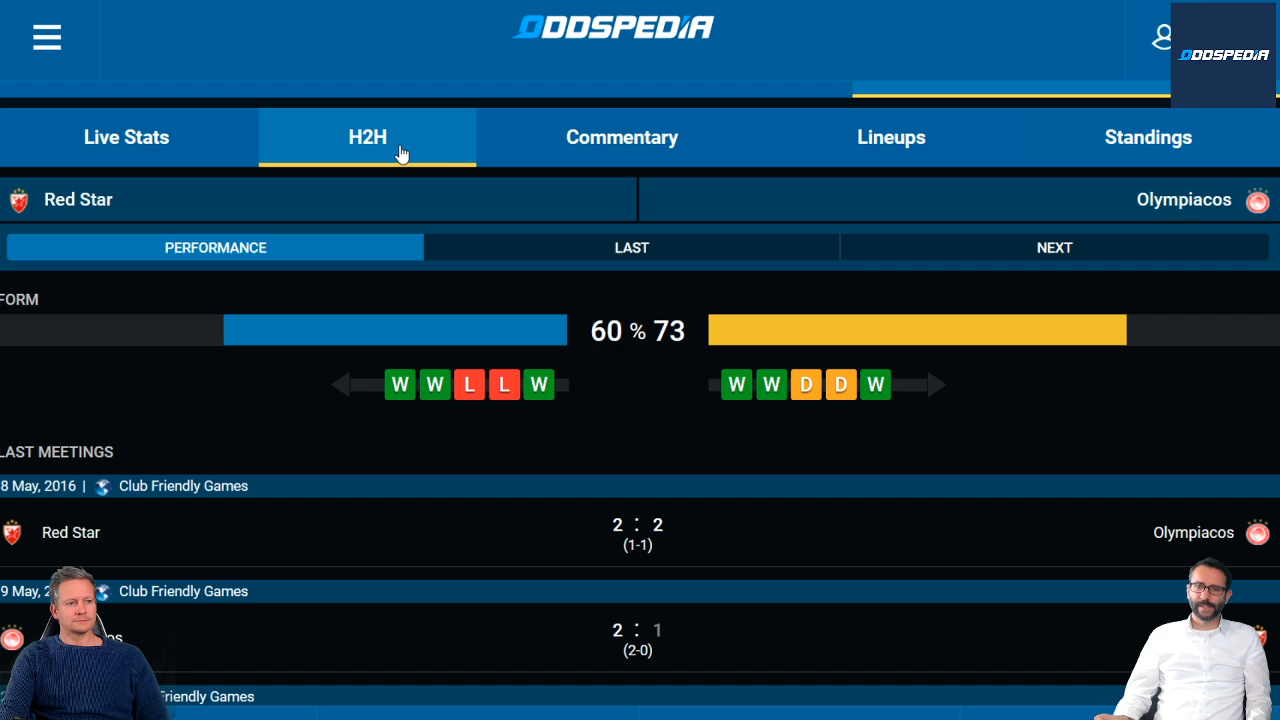 ODDSPEDIA
ODDSPEDIA
Live Stats H2H Commentary Lineups Standings
Red Star Olympiacos
PERFORMANCE LAST NEXT
FORM
60 % 73
W W L L W W W D D W
LAST MEETINGS
8 May, 2016 | Club Friendly Games
Red Star 2 : 2 Olympiacos
(1-1)
9 May, Club Friendly Games
2 : 1
(2-0)
Friendly Games